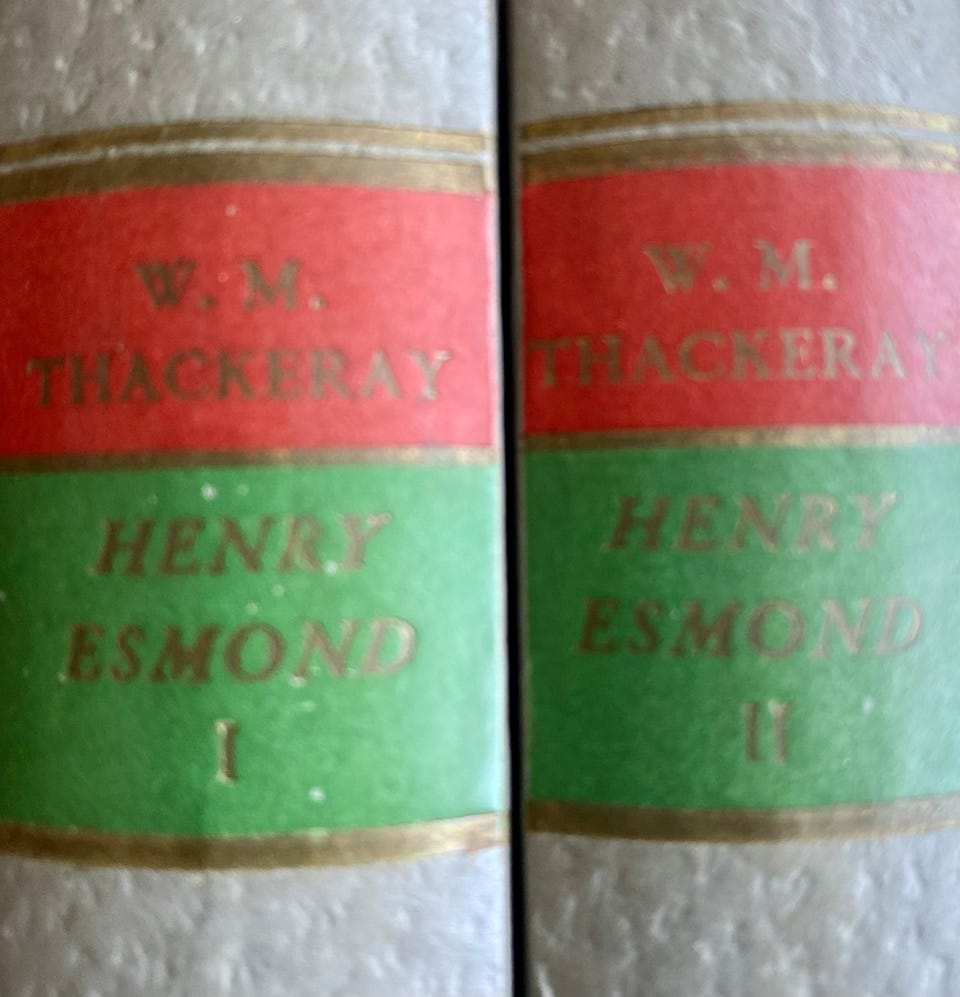 W. M.
THACKERAY
HENRY
ESMOND
I
W. M.
THACKERAY
HENRY
ESMOND
II